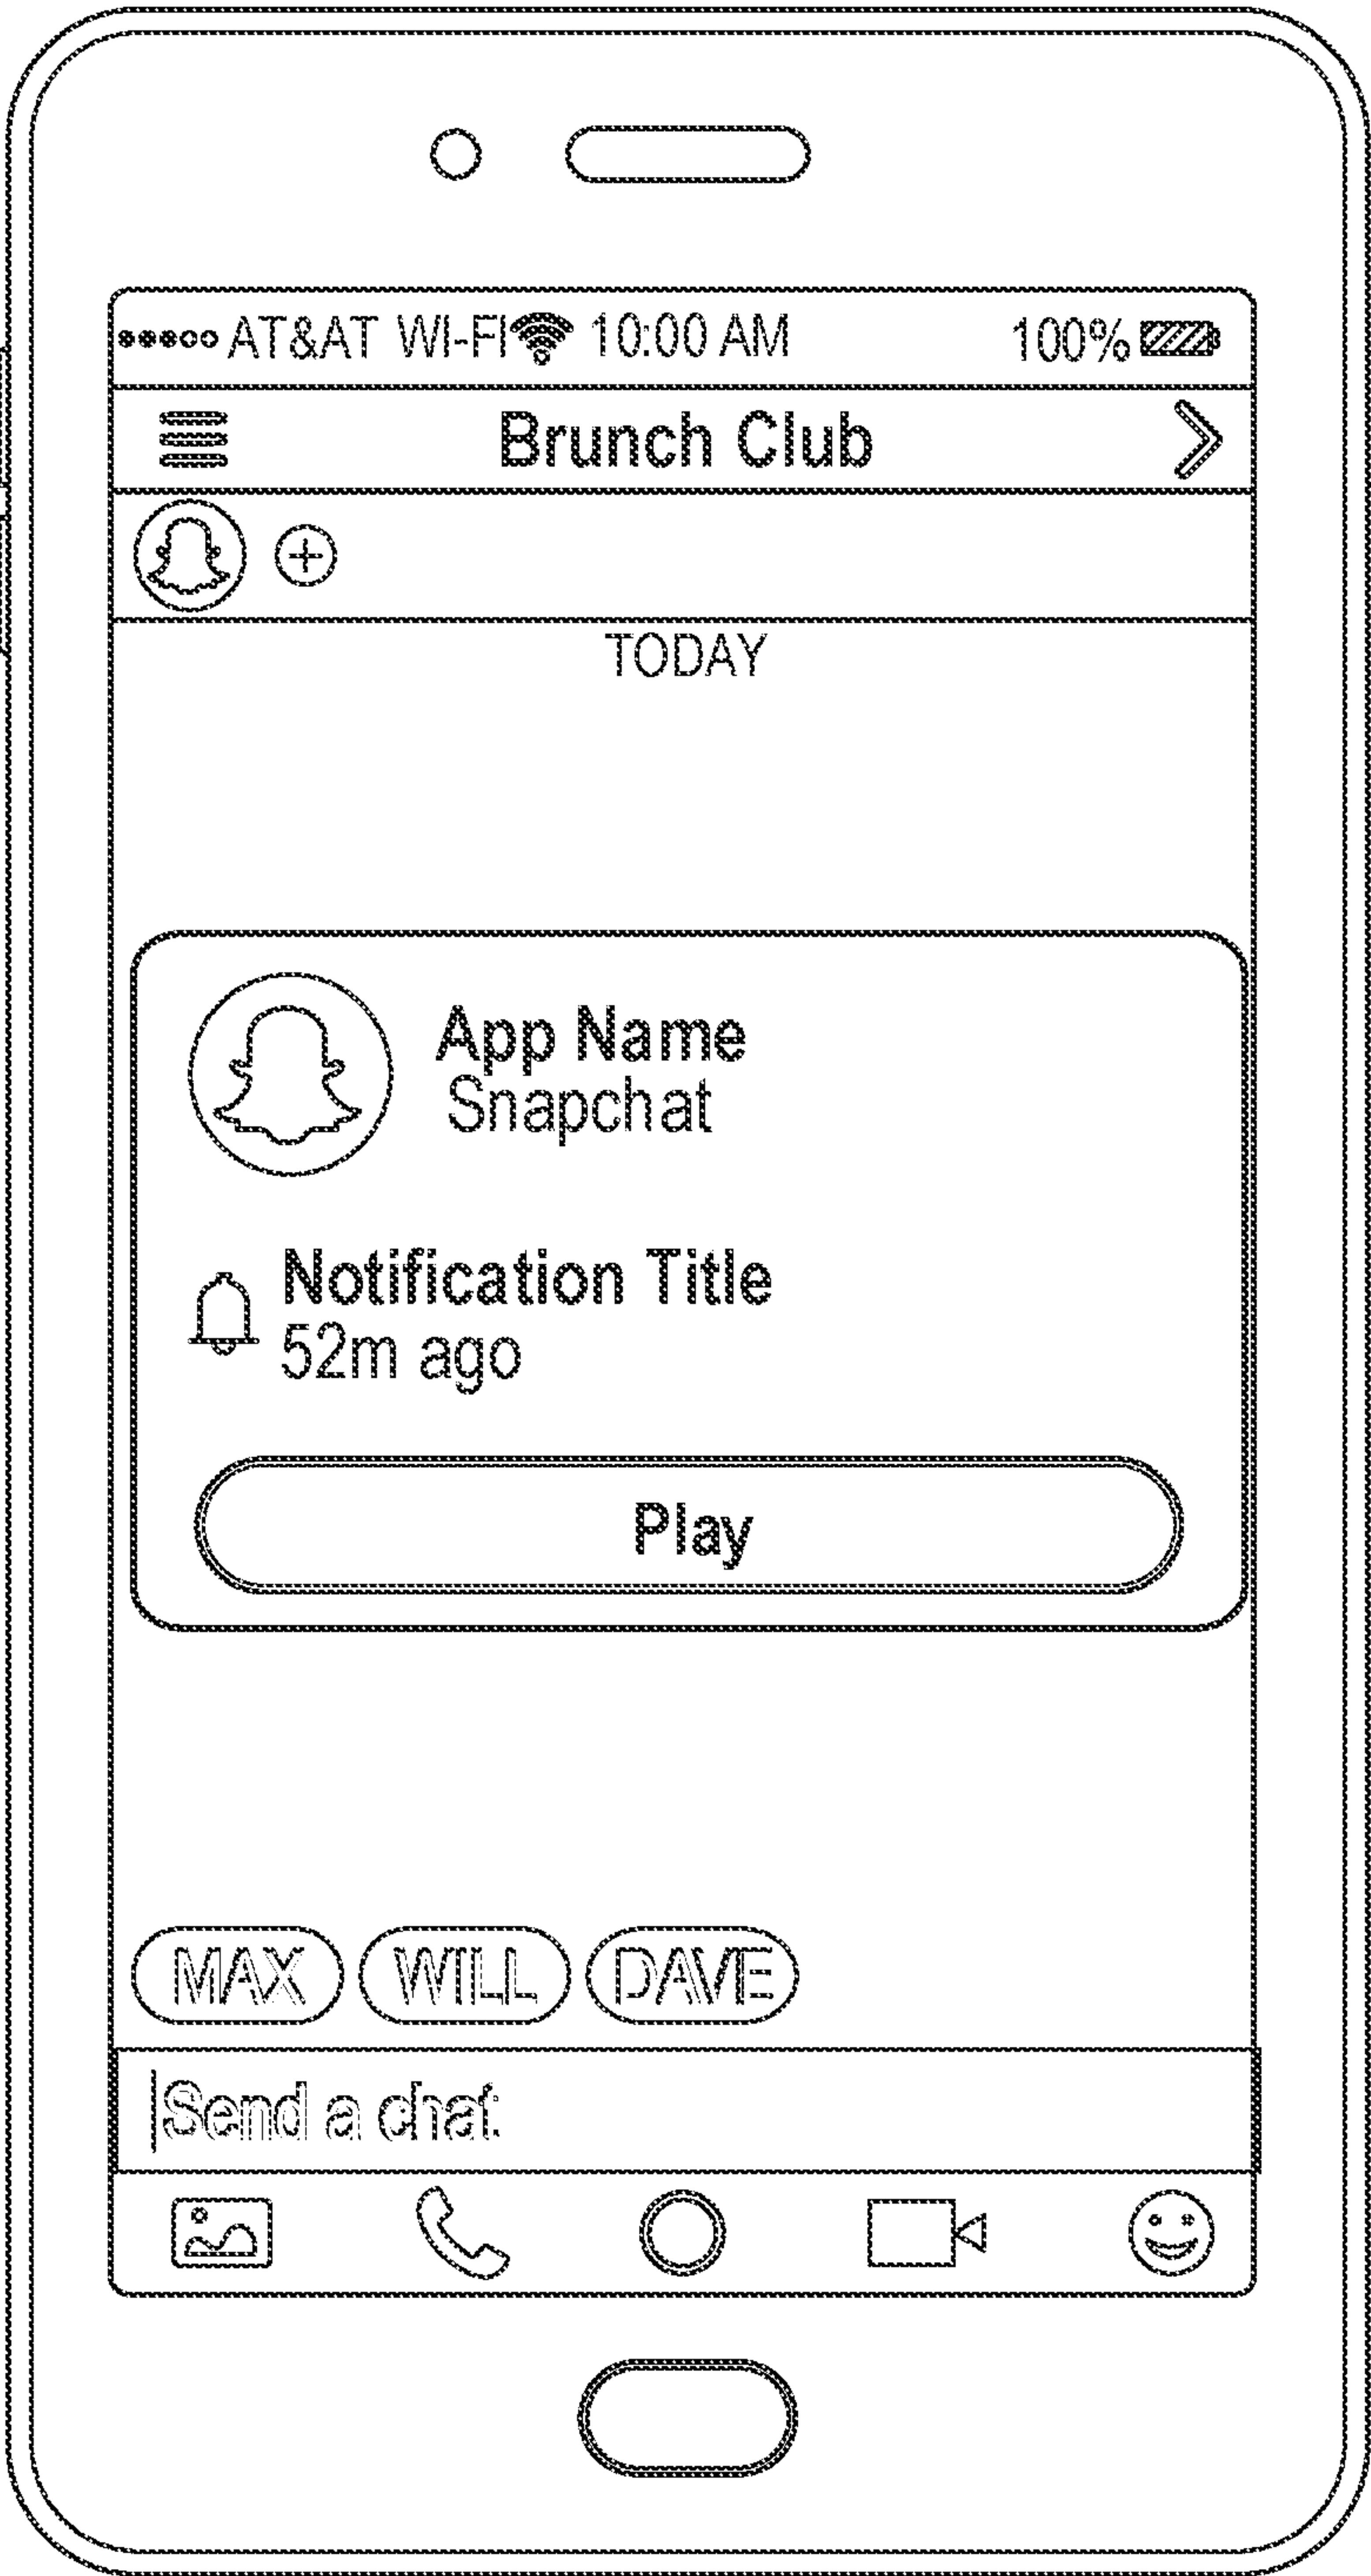 AT&AT WI-FI 10:00 AM 100%
Brunch Club
TODAY
App Name
Snapchat
Notification Title
52m ago
Play
MAX WILL DAVE
Send a chat